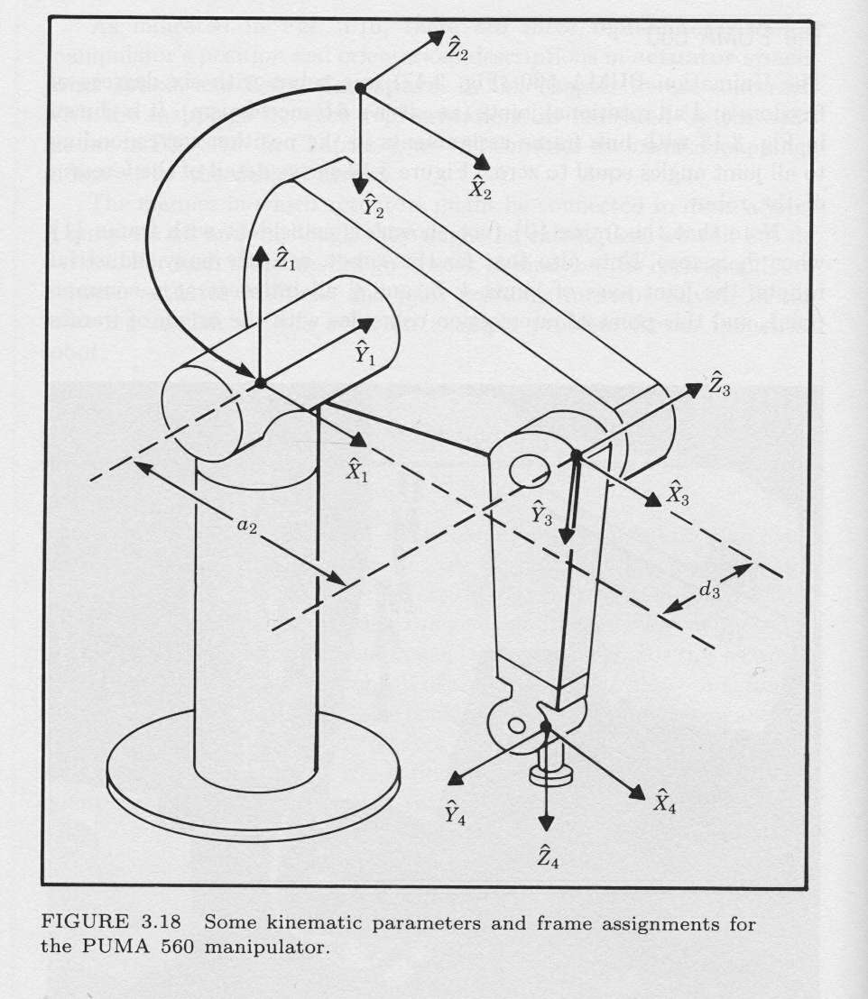 Ẑ₂
X̂₂
Ŷ₂
Ẑ₁
Ŷ₁
Ẑ₃
X̂₁
X̂₃
Ŷ₃
a₂
d₃
X̂₄
Ŷ₄
Ẑ₄
FIGURE 3.18 Some kinematic parameters and frame assignments for
the PUMA 560 manipulator.